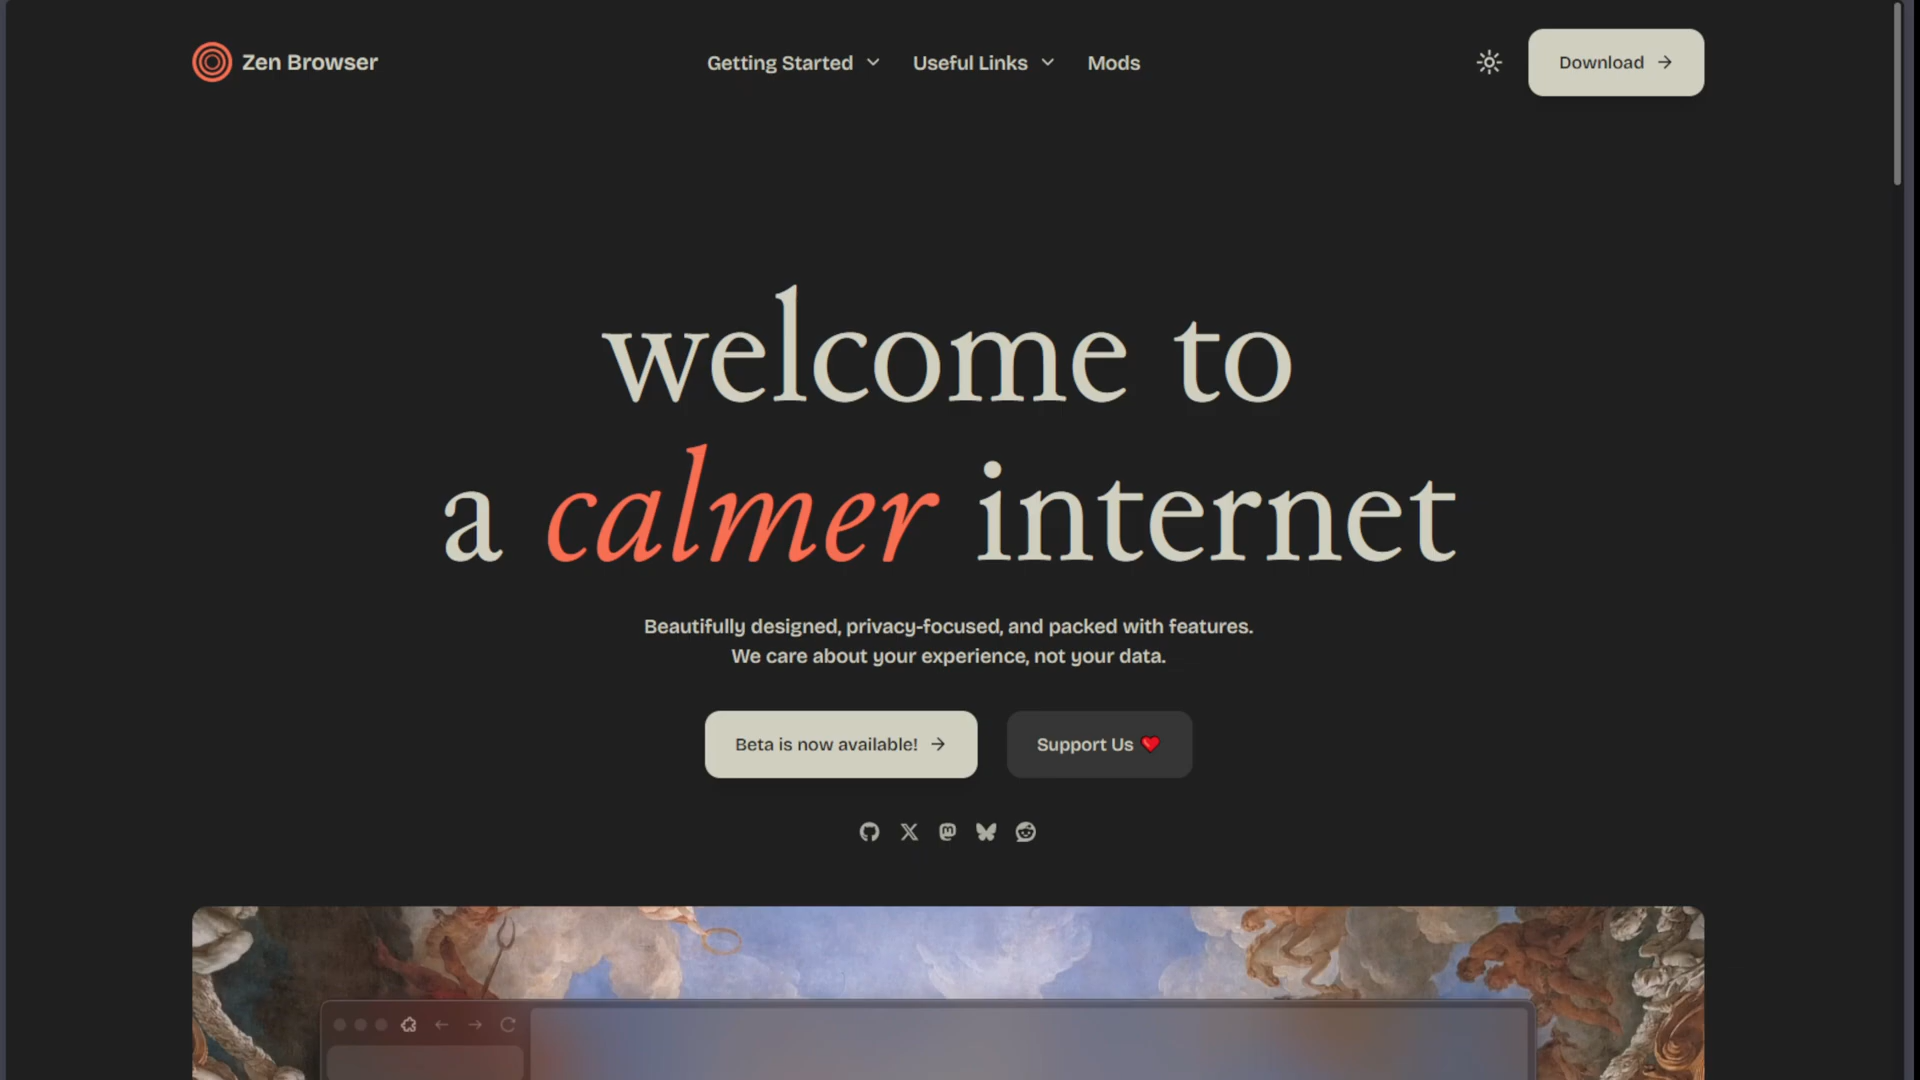 Zen Browser
Getting Started
Useful Links
Mods
Download
welcome to
a calmer internet
Beautifully designed, privacy-focused, and packed with features.
We care about your experience, not your data.
Beta is now available!
Support Us ❤️